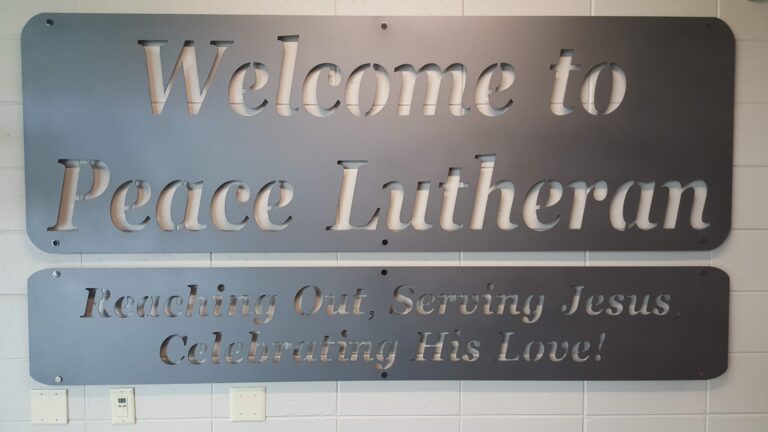 Welcome to
Peace Lutheran
Reaching Out, Serving Jesus,
Celebrating His Love!